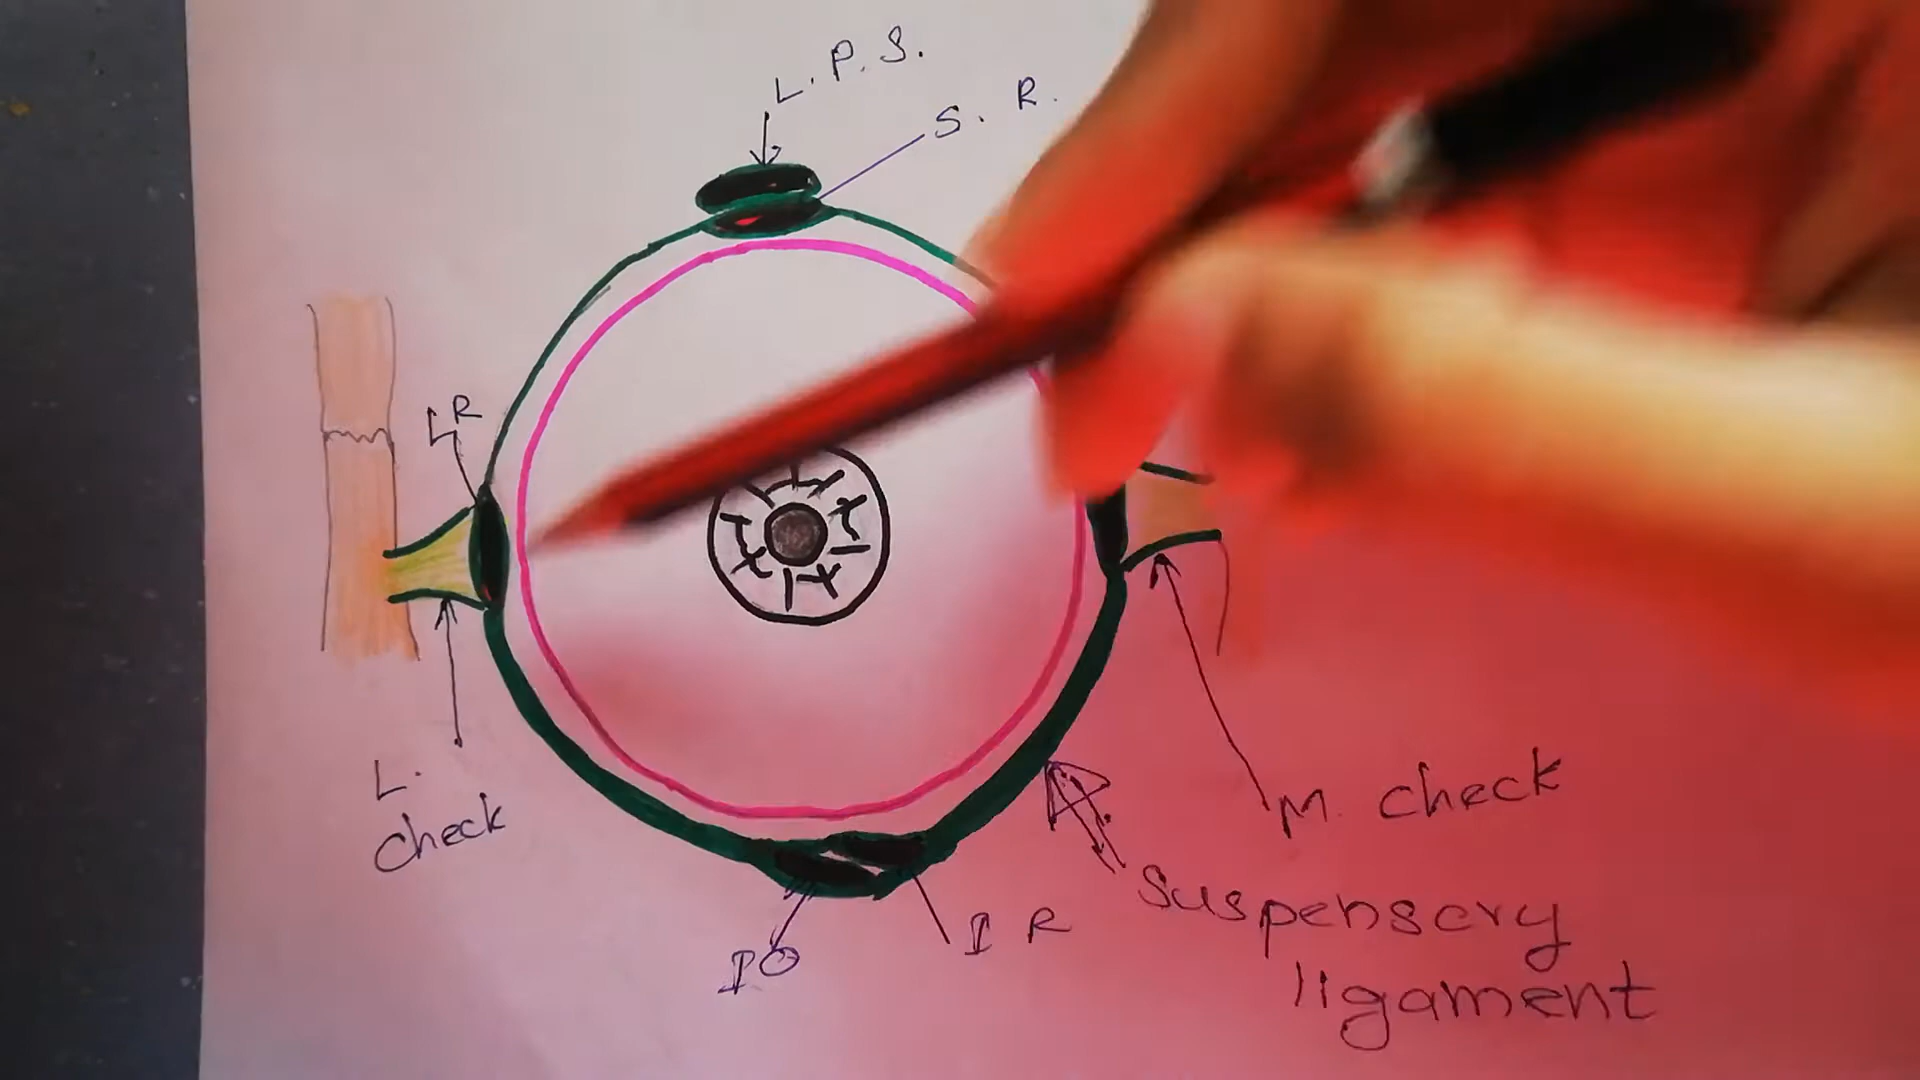 L.P.S.
S. R.
LR
L.
check
M. check
Suspensory
ligament
I R
IO